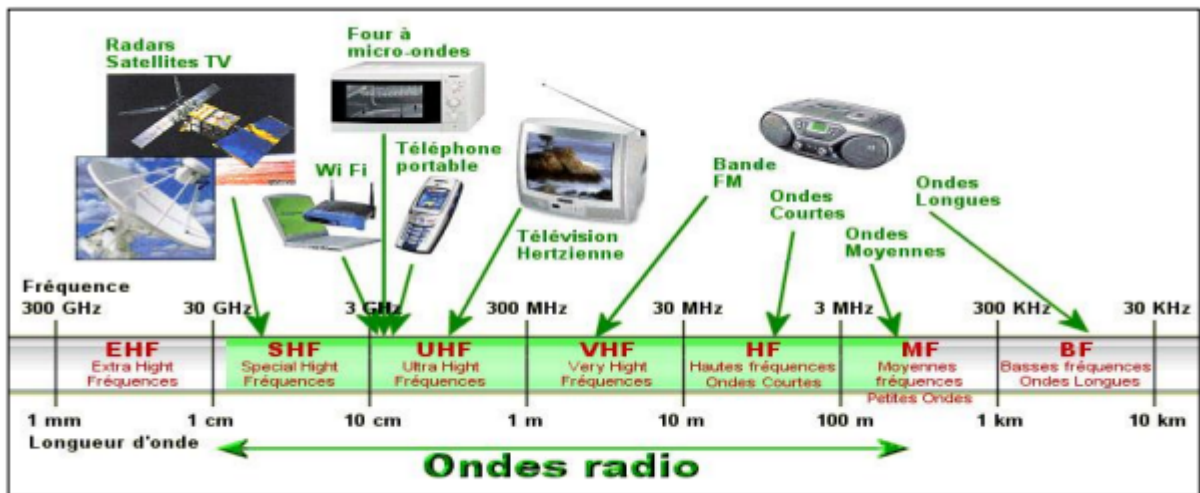 Radars
Satellites TV
Four à
micro-ondes
Wi Fi
Téléphone
portable
Télévision
Hertzienne
Bande
FM
Ondes
Courtes
Ondes
Moyennes
Ondes
Longues
Fréquence
300 GHz 30 GHz 3 GHz 300 MHz 30 MHz 3 MHz 300 KHz 30 KHz
EHF SHF UHF VHF HF MF BF
Extra Hight Special Hight Ultra Hight Very Hight Hautes fréquences Moyennes Basses fréquences
Fréquences Fréquences Fréquences Fréquences Ondes Courtes fréquences Ondes Longues
Petites Ondes
1 mm 1 cm 10 cm 1 m 10 m 100 m 1 km 10 km
Longueur d'onde
Ondes radio